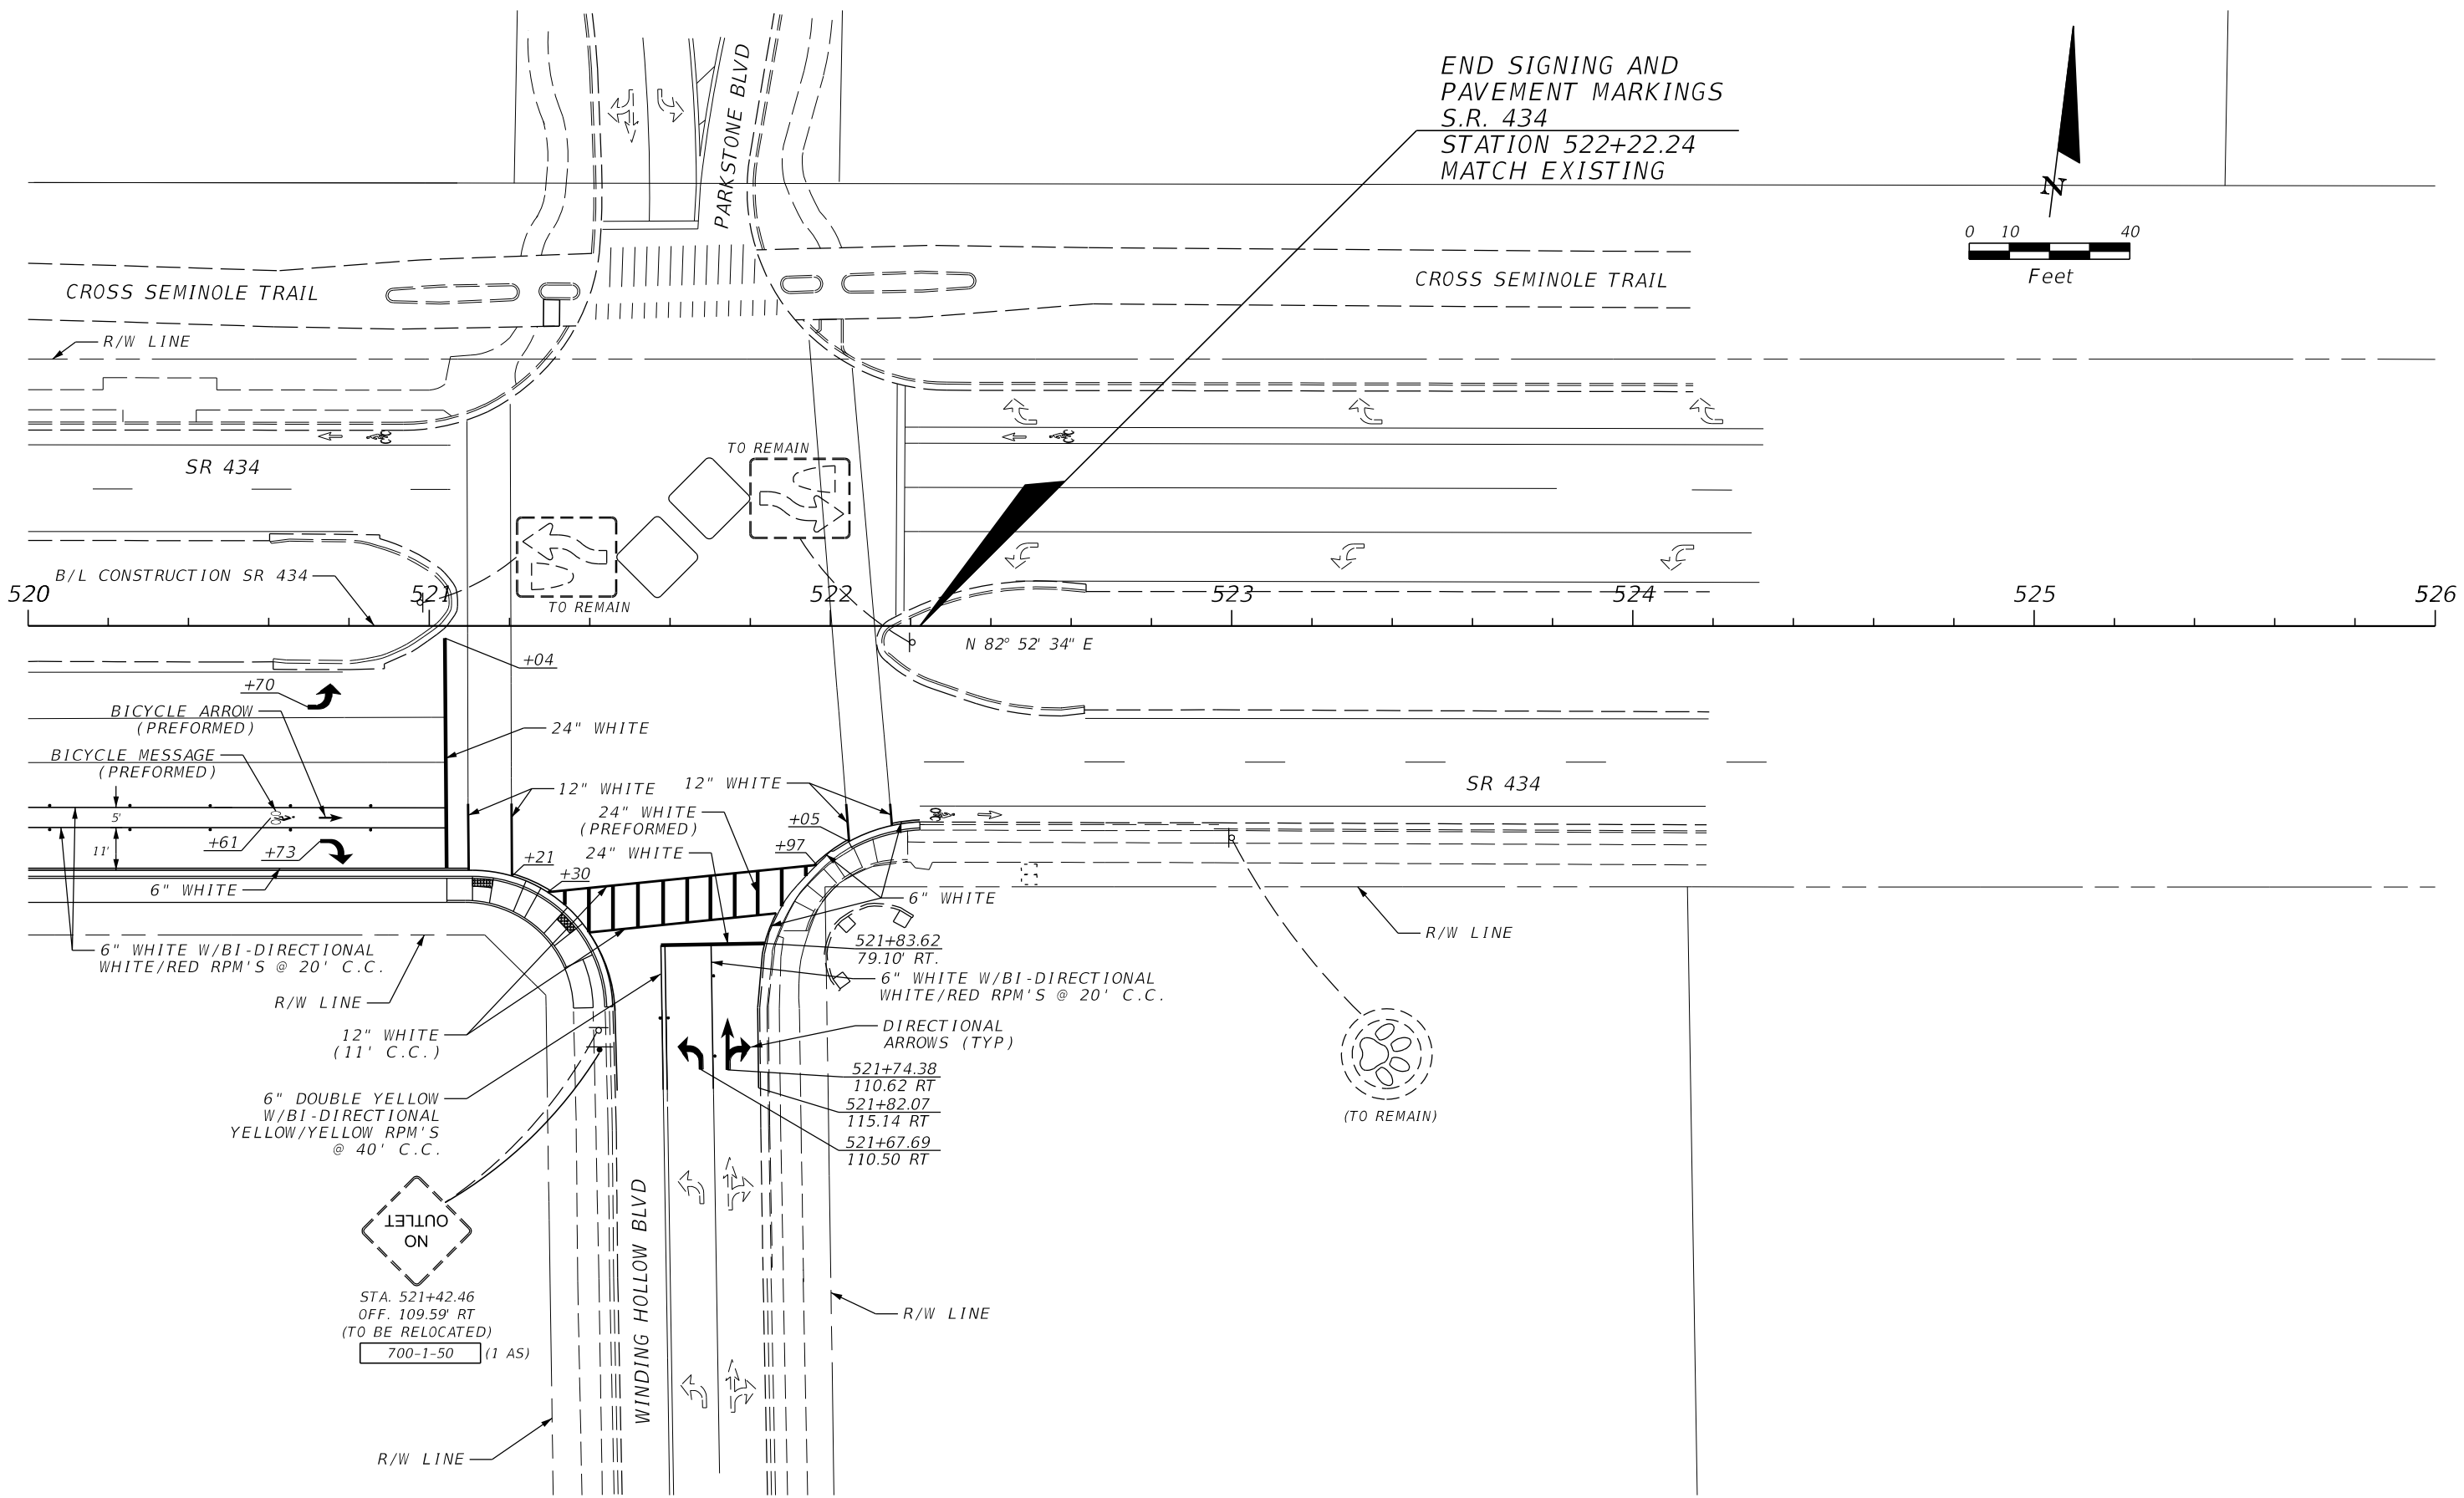 END SIGNING AND
PAVEMENT MARKINGS
S.R. 434
STATION 522+22.24
MATCH EXISTING
PARKSTONE BLVD
N
0 10 40
Feet
CROSS SEMINOLE TRAIL
CROSS SEMINOLE TRAIL
R/W LINE
SR 434
TO REMAIN
TO REMAIN
B/L CONSTRUCTION SR 434
520 521 522 523 524 525 526
N 82° 52' 34" E
+04
+70
BICYCLE ARROW
(PREFORMED)
24" WHITE
BICYCLE MESSAGE
(PREFORMED)
12" WHITE
12" WHITE
SR 434
24" WHITE
(PREFORMED)
5'
+05
+61
11'
+73
24" WHITE
+97
+21
+30
6" WHITE
6" WHITE
R/W LINE
6" WHITE W/BI-DIRECTIONAL
WHITE/RED RPM'S @ 20' C.C.
521+83.62
79.10' RT.
6" WHITE W/BI-DIRECTIONAL
WHITE/RED RPM'S @ 20' C.C.
R/W LINE
12" WHITE
(11' C.C.)
DIRECTIONAL
ARROWS (TYP)
521+74.38
110.62 RT
521+82.07
115.14 RT
521+67.69
110.50 RT
6" DOUBLE YELLOW
W/BI-DIRECTIONAL
YELLOW/YELLOW RPM'S
@ 40' C.C.
(TO REMAIN)
NO
OUTLET
STA. 521+42.46
OFF. 109.59' RT
(TO BE RELOCATED)
700-1-50 (1 AS)
WINDING HOLLOW BLVD
R/W LINE
R/W LINE